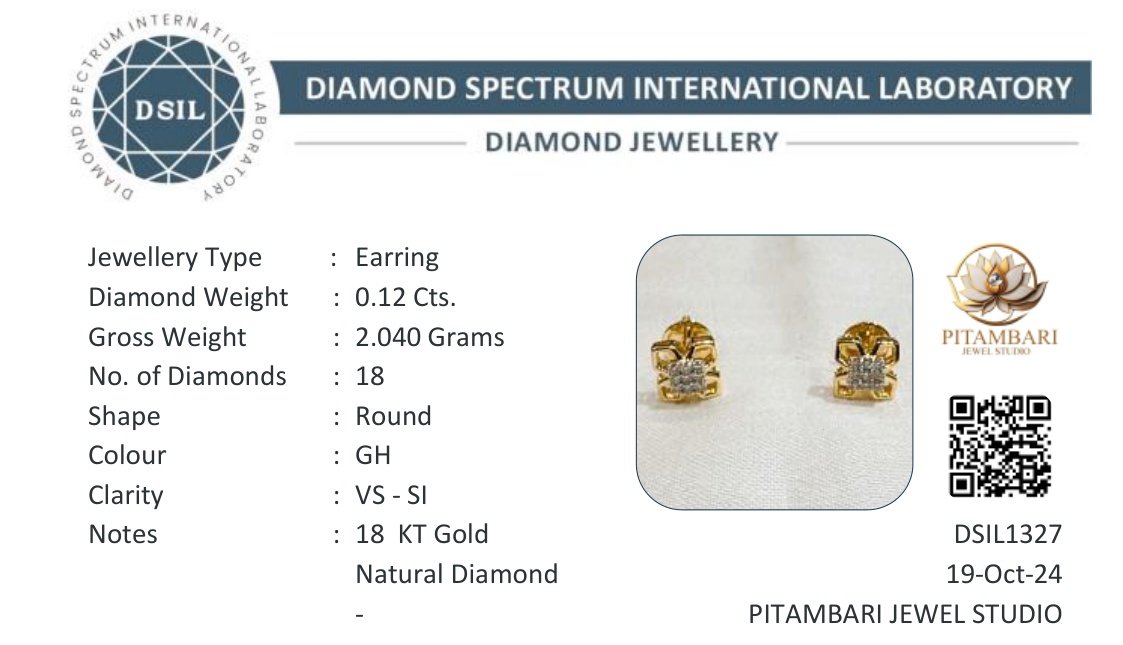 DIAMOND SPECTRUM INTERNATIONAL LABORATORY
DSIL
DIAMOND SPECTRUM INTERNATIONAL LABORATORY
DIAMOND JEWELLERY
Jewellery Type : Earring
Diamond Weight : 0.12 Cts.
Gross Weight : 2.040 Grams
No. of Diamonds : 18
Shape : Round
Colour : GH
Clarity : VS - SI
Notes : 18 KT Gold
Natural Diamond
-
PITAMBARI
JEWEL STUDIO
DSIL1327
19-Oct-24
PITAMBARI JEWEL STUDIO